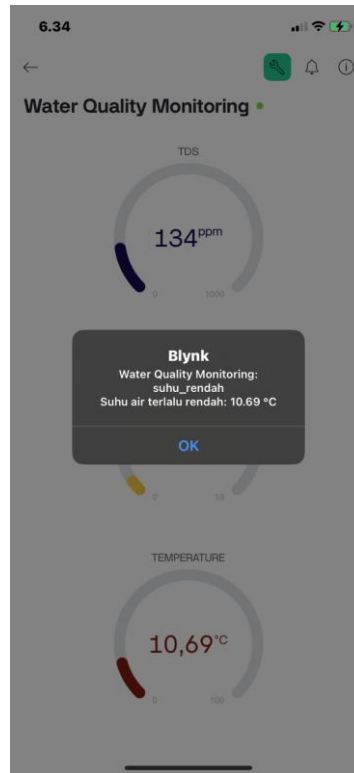 6.34
Water Quality Monitoring
TDS
134ppm
0 1000
Blynk
Water Quality Monitoring:
suhu_rendah
Suhu air terlalu rendah: 10.69 °C
OK
0 10
TEMPERATURE
10,69°C
0 100